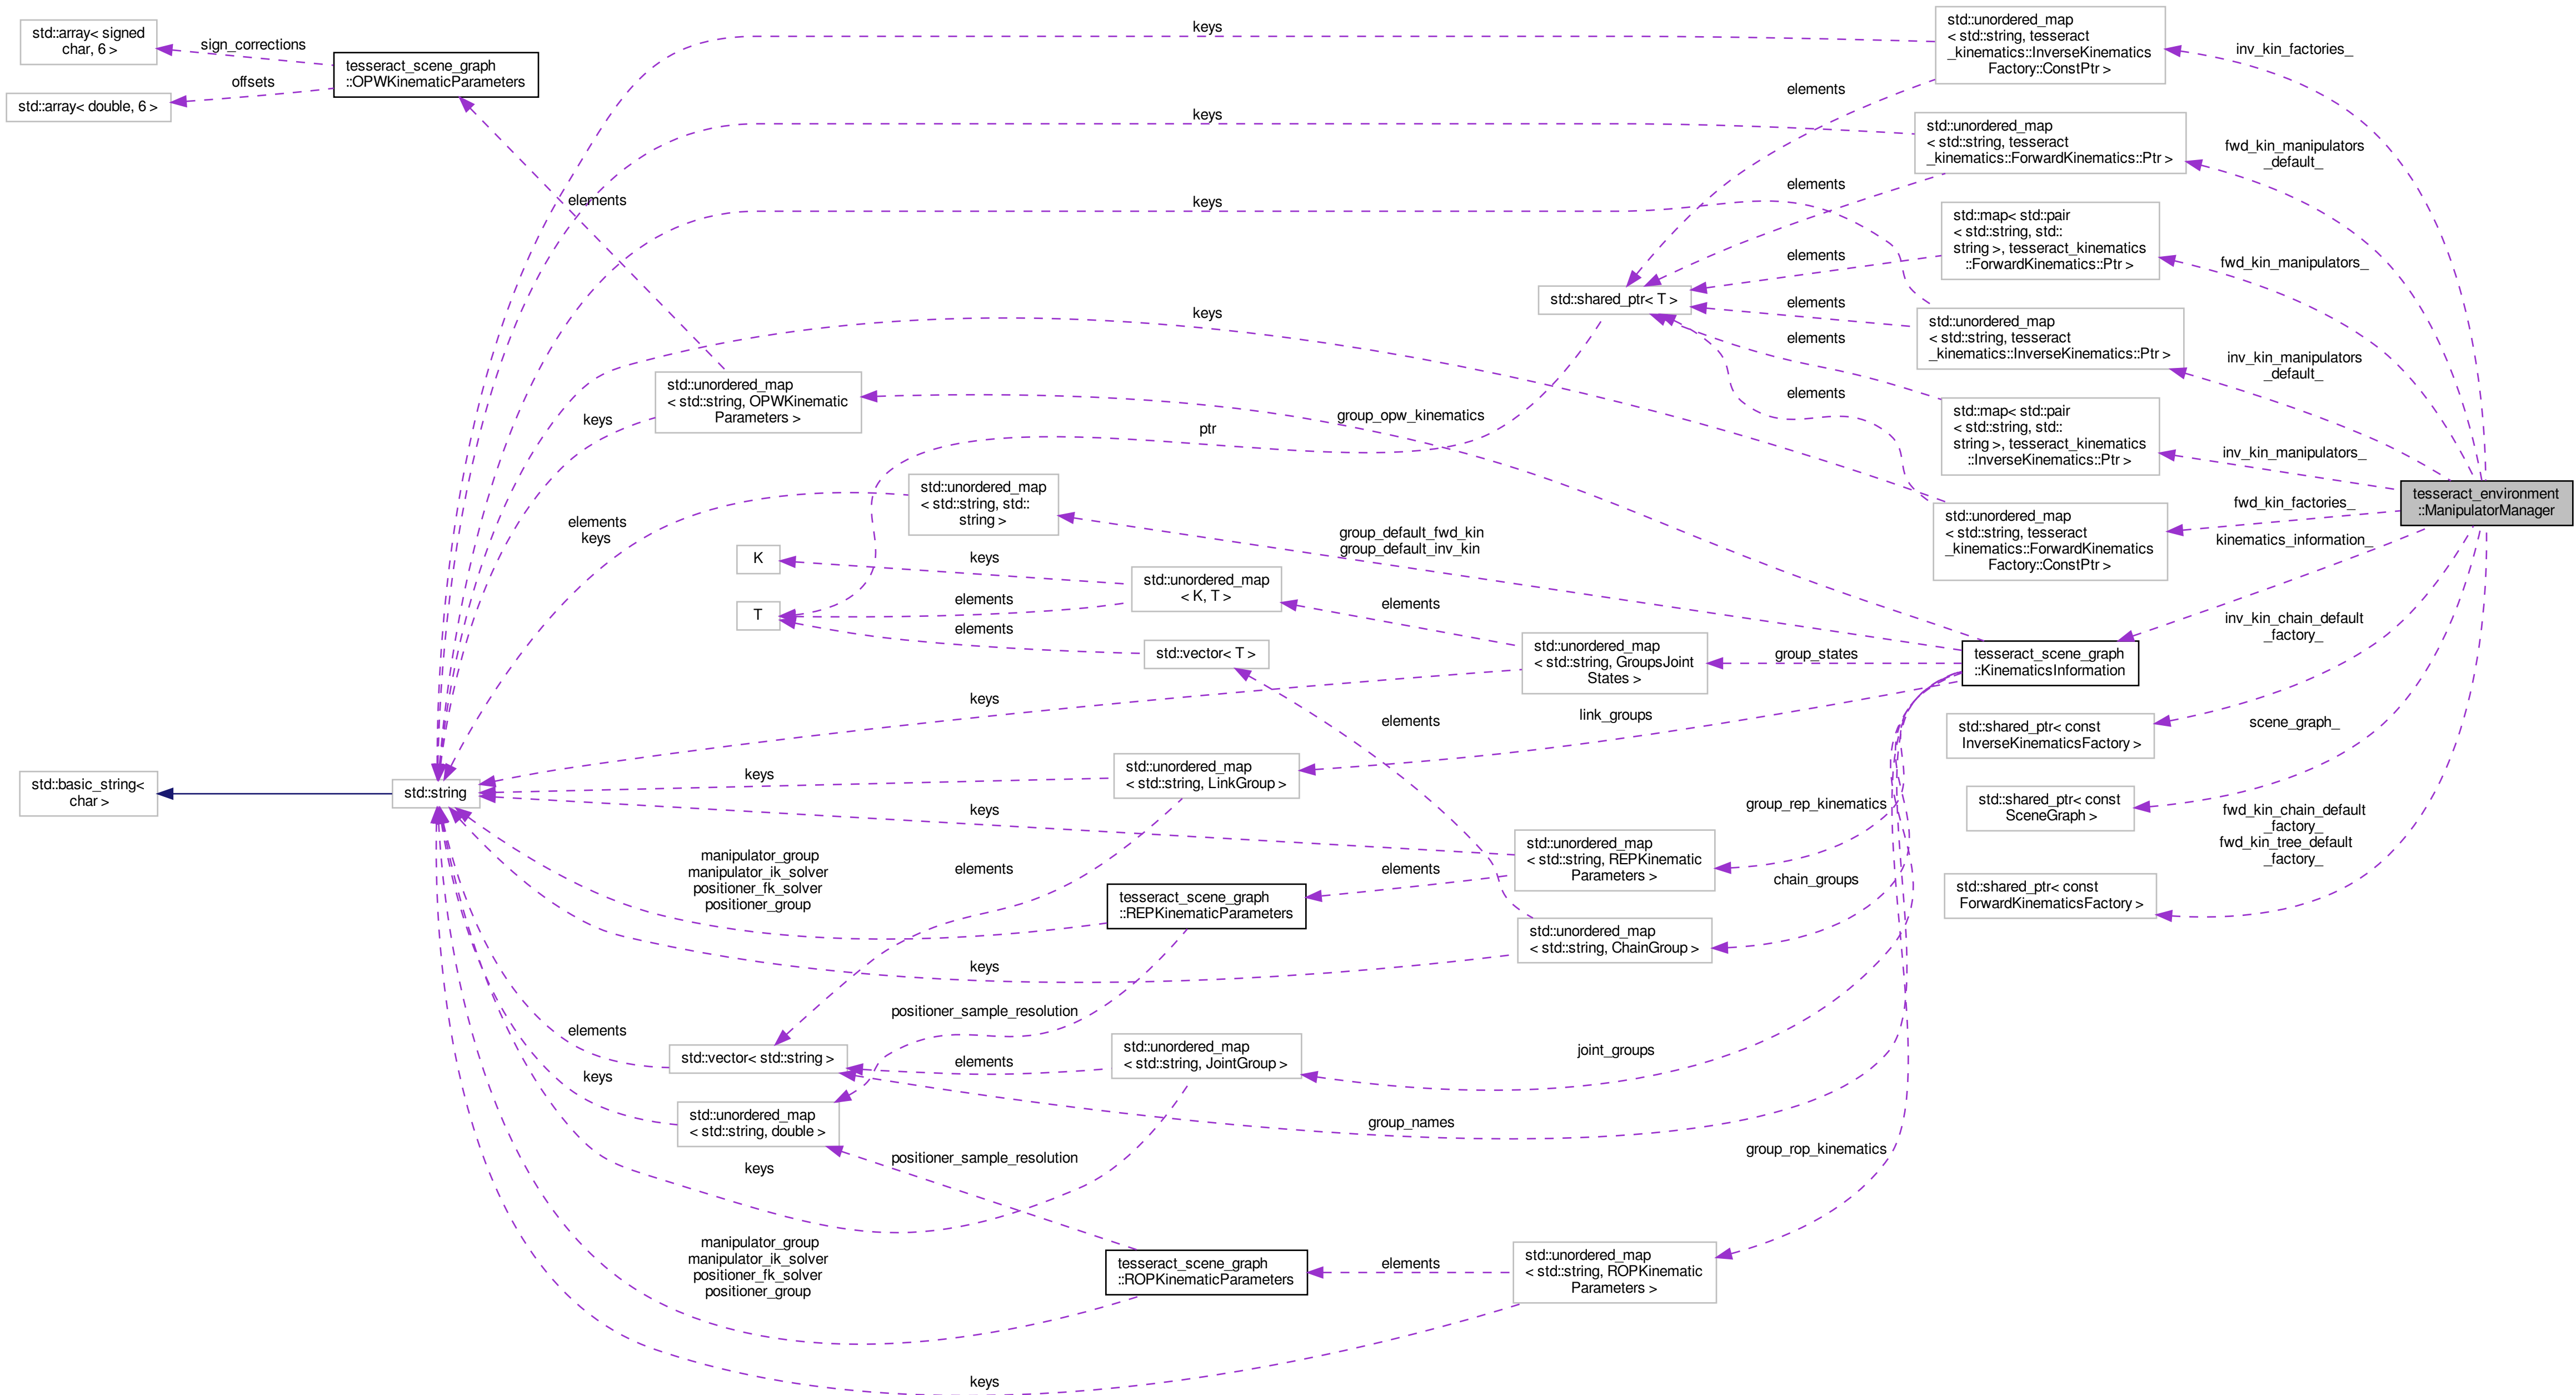 std::array< signed
char, 6 >
sign_corrections
offsets
std::array< double, 6 >
tesseract_scene_graph
::OPWKinematicParameters
elements
std::unordered_map
< std::string, OPWKinematic
Parameters >
keys
keys
keys
keys
keys
elements
keys
std::unordered_map
< std::string, std::
string >
ptr
K
T
keys
elements
elements
std::unordered_map
< K, T >
std::vector< T >
keys
std::basic_string<
char >
std::string
keys
keys
std::unordered_map
< std::string, LinkGroup >
manipulator_group
manipulator_ik_solver
positioner_fk_solver
positioner_group
elements
tesseract_scene_graph
::REPKinematicParameters
keys
positioner_sample_resolution
elements
std::vector< std::string >
elements
std::unordered_map
< std::string, JointGroup >
keys
std::unordered_map
< std::string, double >
keys
positioner_sample_resolution
manipulator_group
manipulator_ik_solver
positioner_fk_solver
positioner_group
tesseract_scene_graph
::ROPKinematicParameters
keys
std::shared_ptr< T >
group_opw_kinematics
group_default_fwd_kin
group_default_inv_kin
elements
elements
std::unordered_map
< std::string, GroupsJoint
States >
group_states
link_groups
elements
std::unordered_map
< std::string, REPKinematic
Parameters >
group_rep_kinematics
chain_groups
std::unordered_map
< std::string, ChainGroup >
joint_groups
group_names
group_rop_kinematics
elements
std::unordered_map
< std::string, ROPKinematic
Parameters >
elements
elements
elements
elements
elements
elements
std::unordered_map
< std::string, tesseract
_kinematics::InverseKinematics
Factory::ConstPtr >
std::unordered_map
< std::string, tesseract
_kinematics::ForwardKinematics::Ptr >
std::map< std::pair
< std::string, std::
string >, tesseract_kinematics
::ForwardKinematics::Ptr >
std::unordered_map
< std::string, tesseract
_kinematics::InverseKinematics::Ptr >
std::map< std::pair
< std::string, std::
string >, tesseract_kinematics
::InverseKinematics::Ptr >
std::unordered_map
< std::string, tesseract
_kinematics::ForwardKinematics
Factory::ConstPtr >
tesseract_scene_graph
::KinematicsInformation
std::shared_ptr< const
InverseKinematicsFactory >
std::shared_ptr< const
SceneGraph >
std::shared_ptr< const
ForwardKinematicsFactory >
inv_kin_factories_
fwd_kin_manipulators
_default_
fwd_kin_manipulators_
inv_kin_manipulators
_default_
inv_kin_manipulators_
fwd_kin_factories_
kinematics_information_
inv_kin_chain_default
_factory_
scene_graph_
fwd_kin_chain_default
_factory_
fwd_kin_tree_default
_factory_
tesseract_environment
::ManipulatorManager